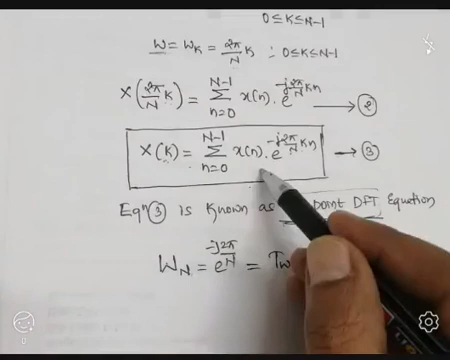 0≤K≤N-1
W = W_K = 2π/N K : 0≤K≤N-1
X(2π/N K) = Σ_{n=0}^{N-1} x(n). e^{-j2π/N Kn} → ②
X(K) = Σ_{n=0}^{N-1} x(n). e^{-j2π/N Kn} → ③
Eqn ③ is known as point DFT Equation
W_N = e^{-j2π/N} = Tw
0